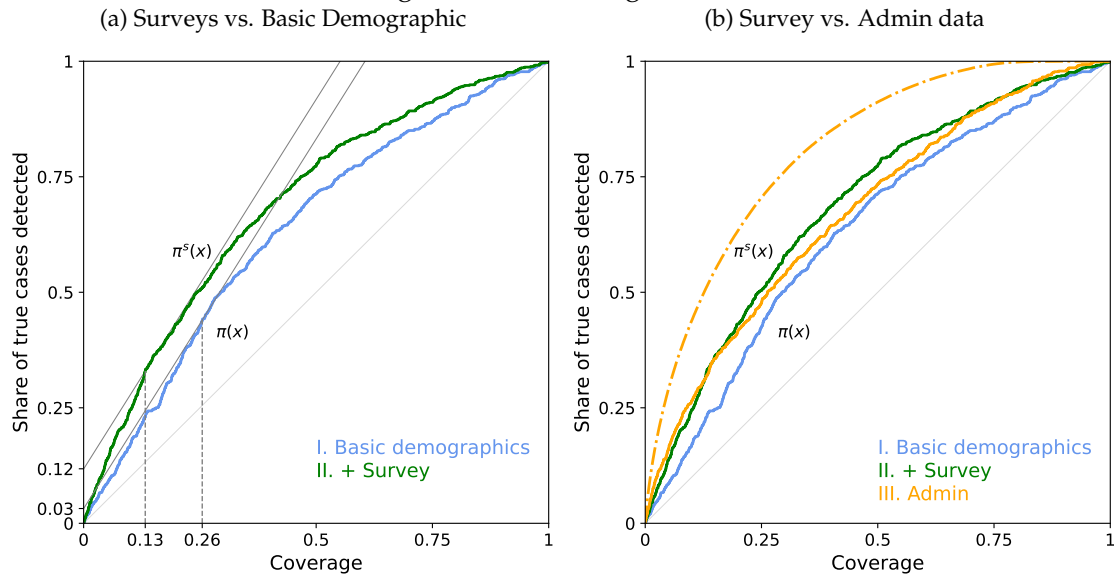 (a) Surveys vs. Basic Demographic
1
0.75
0.5
0.25
0.12
0.03
0
Share of true cases detected
π^s(x)
π(x)
I. Basic demographics
II. + Survey
0 0.13 0.26 0.5 0.75 1
Coverage
(b) Survey vs. Admin data
1
0.75
0.5
0.25
0
Share of true cases detected
π^s(x)
π(x)
I. Basic demographics
II. + Survey
III. Admin
0 0.25 0.5 0.75 1
Coverage